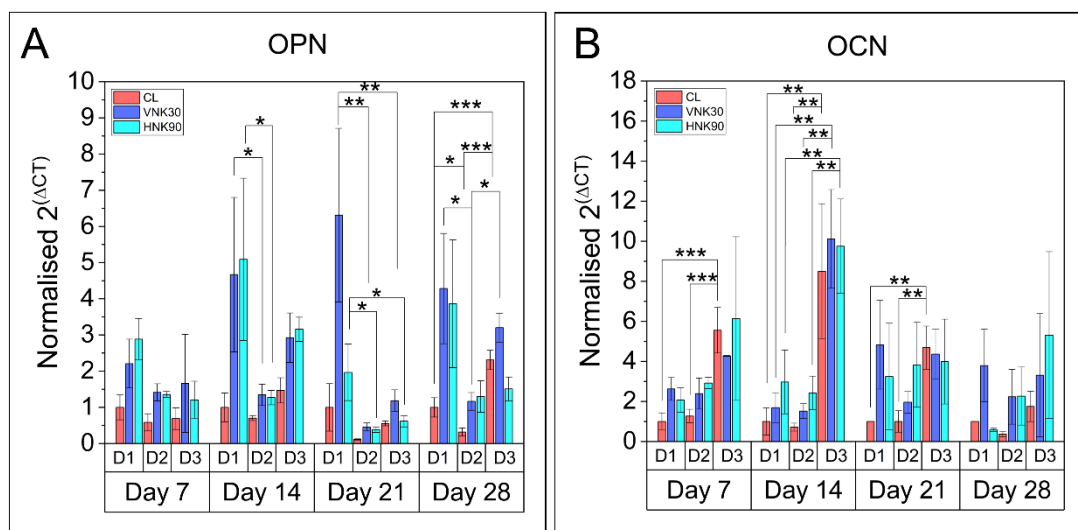 A
OPN
CL
VNK30
HNK90
Normalised 2^(ΔCT)
10
9
8
7
6
5
4
3
2
1
0
*
*
**
**
*
*
***
* ***
*
*
D1 D2 D3 D1 D2 D3 D1 D2 D3 D1 D2 D3
Day 7 Day 14 Day 21 Day 28
B
OCN
CL
VNK30
HNK90
Normalised 2^(ΔCT)
18
16
14
12
10
8
6
4
2
0
***
***
**
**
**
**
**
**
**
**
D1 D2 D3 D1 D2 D3 D1 D2 D3 D1 D2 D3
Day 7 Day 14 Day 21 Day 28